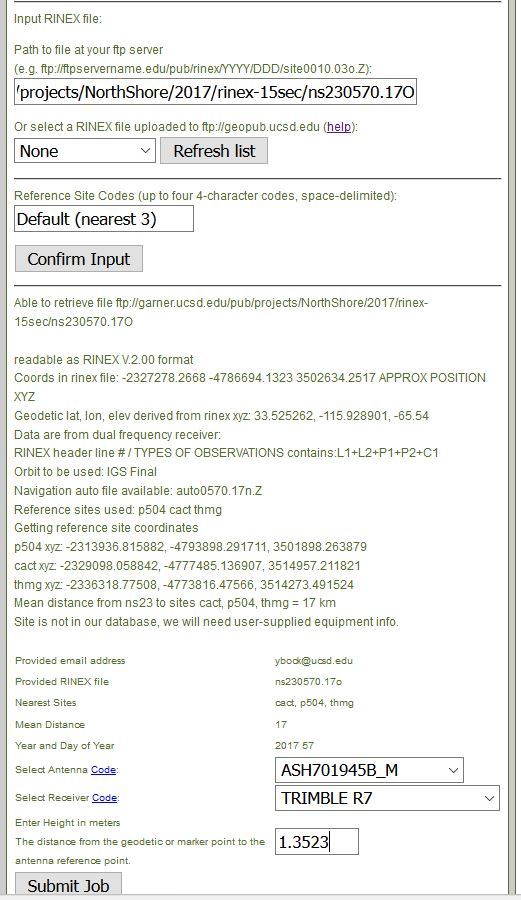 Input RINEX file:
Path to file at your ftp server
(e.g. ftp://ftpservername.edu/pub/rinex/YYYY/DDD/site0010.03o.Z):
/projects/NorthShore/2017/rinex-15sec/ns230570.17O
Or select a RINEX file uploaded to ftp://geopub.ucsd.edu (help):
None Refresh list
Reference Site Codes (up to four 4-character codes, space-delimited):
Default (nearest 3)
Confirm Input
Able to retrieve file ftp://garner.ucsd.edu/pub/projects/NorthShore/2017/rinex-
15sec/ns230570.17O
readable as RINEX V.2.00 format
Coords in rinex file: -2327278.2668 -4786694.1323 3502634.2517 APPROX POSITION
XYZ
Geodetic lat, lon, elev derived from rinex xyz: 33.525262, -115.928901, -65.54
Data are from dual frequency receiver:
RINEX header line # / TYPES OF OBSERVATIONS contains:L1+L2+P1+P2+C1
Orbit to be used: IGS Final
Navigation auto file available: auto0570.17n.Z
Reference sites used: p504 cact thmg
Getting reference site coordinates
p504 xyz: -2313936.815882, -4793898.291711, 3501898.263879
cact xyz: -2329098.058842, -4777485.136907, 3514957.211821
thmg xyz: -2336318.77508, -4773816.47566, 3514273.491524
Mean distance from ns23 to sites cact, p504, thmg = 17 km
Site is not in our database, we will need user-supplied equipment info.
Provided email address ybock@ucsd.edu
Provided RINEX file ns230570.17o
Nearest Sites cact, p504, thmg
Mean Distance 17
Year and Day of Year 2017 57
Select Antenna Code: ASH701945B_M
Select Receiver Code: TRIMBLE R7
Enter Height in meters
The distance from the geodetic or marker point to the 1.3523
antenna reference point.
Submit Job